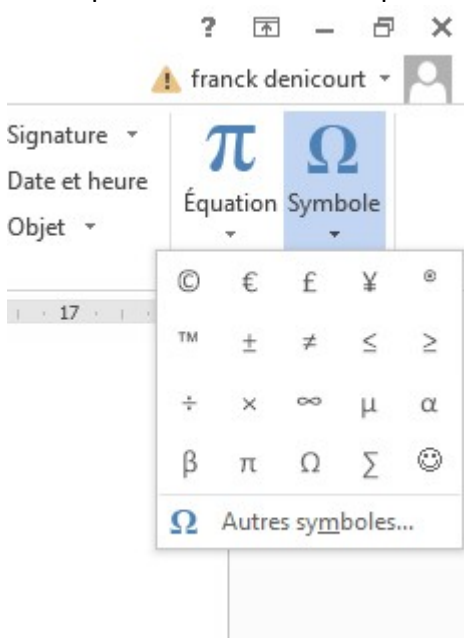 ?
franck denicourt
Signature
Date et heure
Objet
π
Équation
Ω
Symbole
17
© € £ ¥ ®
™ ± ≠ ≤ ≥
÷ × ∞ µ α
β π Ω ∑ ☺
Ω Autres symboles...